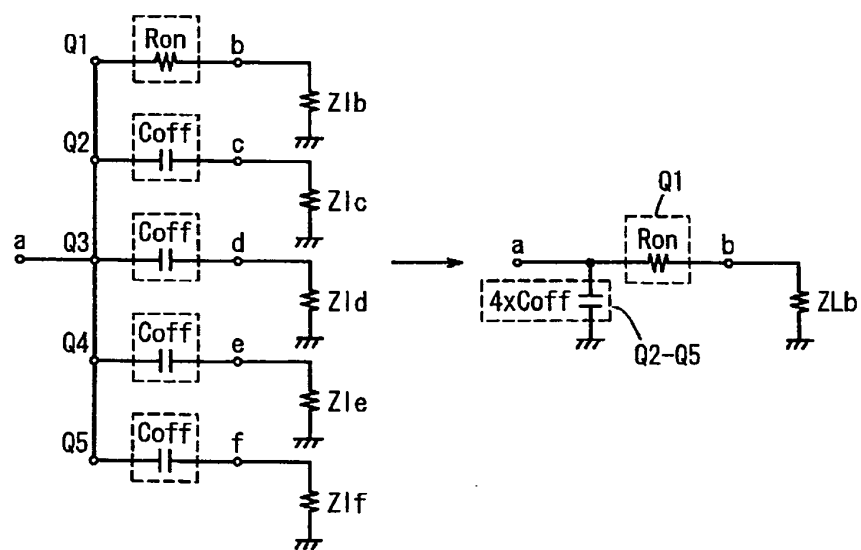 Q1
Ron
b
Zlb
Q2
Coff
c
Zlc
a
Q3
Coff
d
Zld
Q4
Coff
e
Zle
Q5
Coff
f
Zlf
Q1
a
Ron
b
4xCoff
Q2-Q5
ZLb